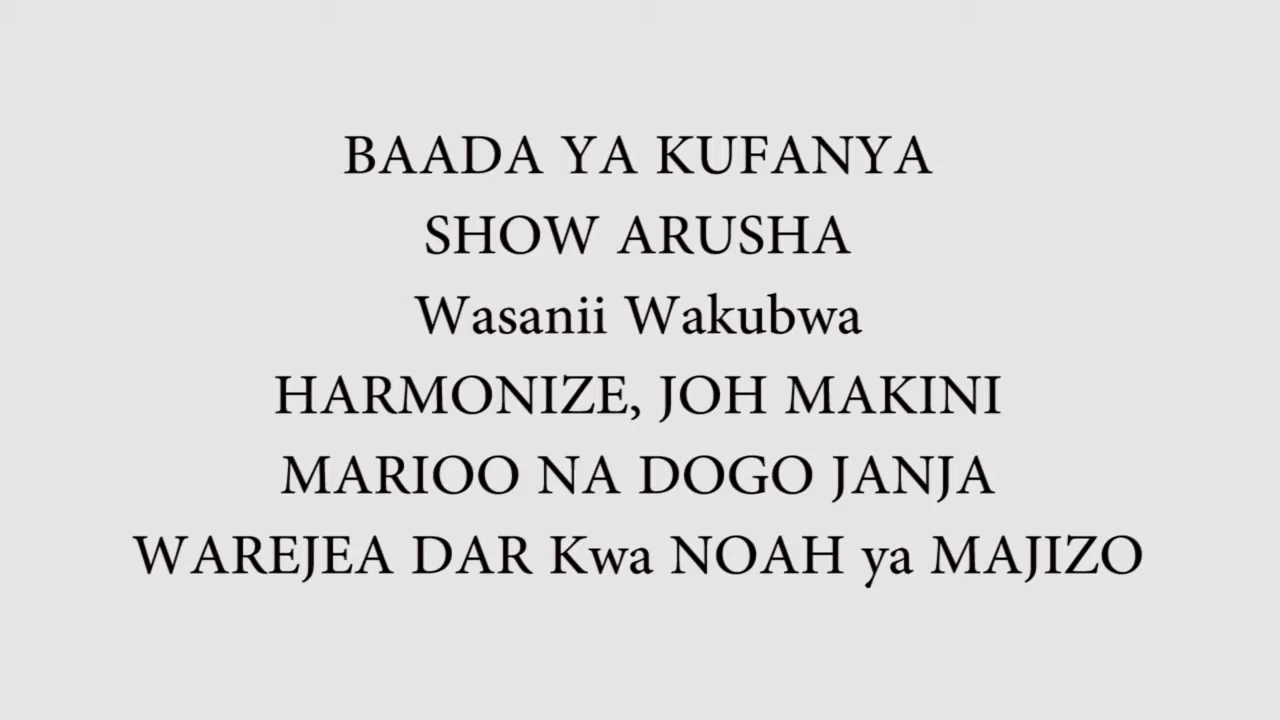 BAADA YA KUFANYA
SHOW ARUSHA
Wasanii Wakubwa
HARMONIZE, JOH MAKINI
MARIOO NA DOGO JANJA
WAREJEA DAR Kwa NOAH ya MAJIZO